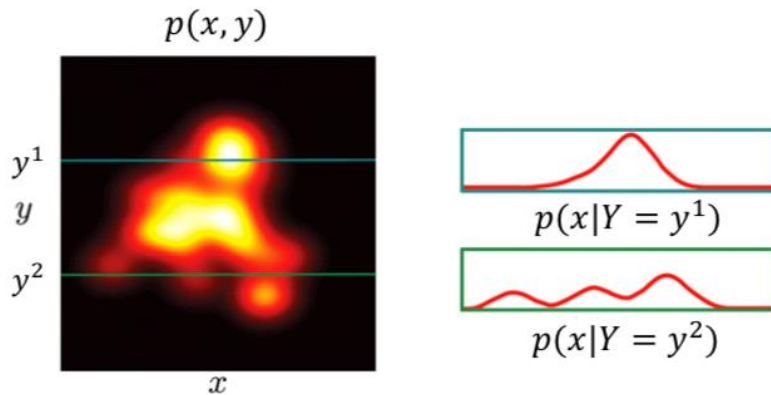 p(x, y)
y¹
y
y²
x
p(x|Y = y¹)
p(x|Y = y²)